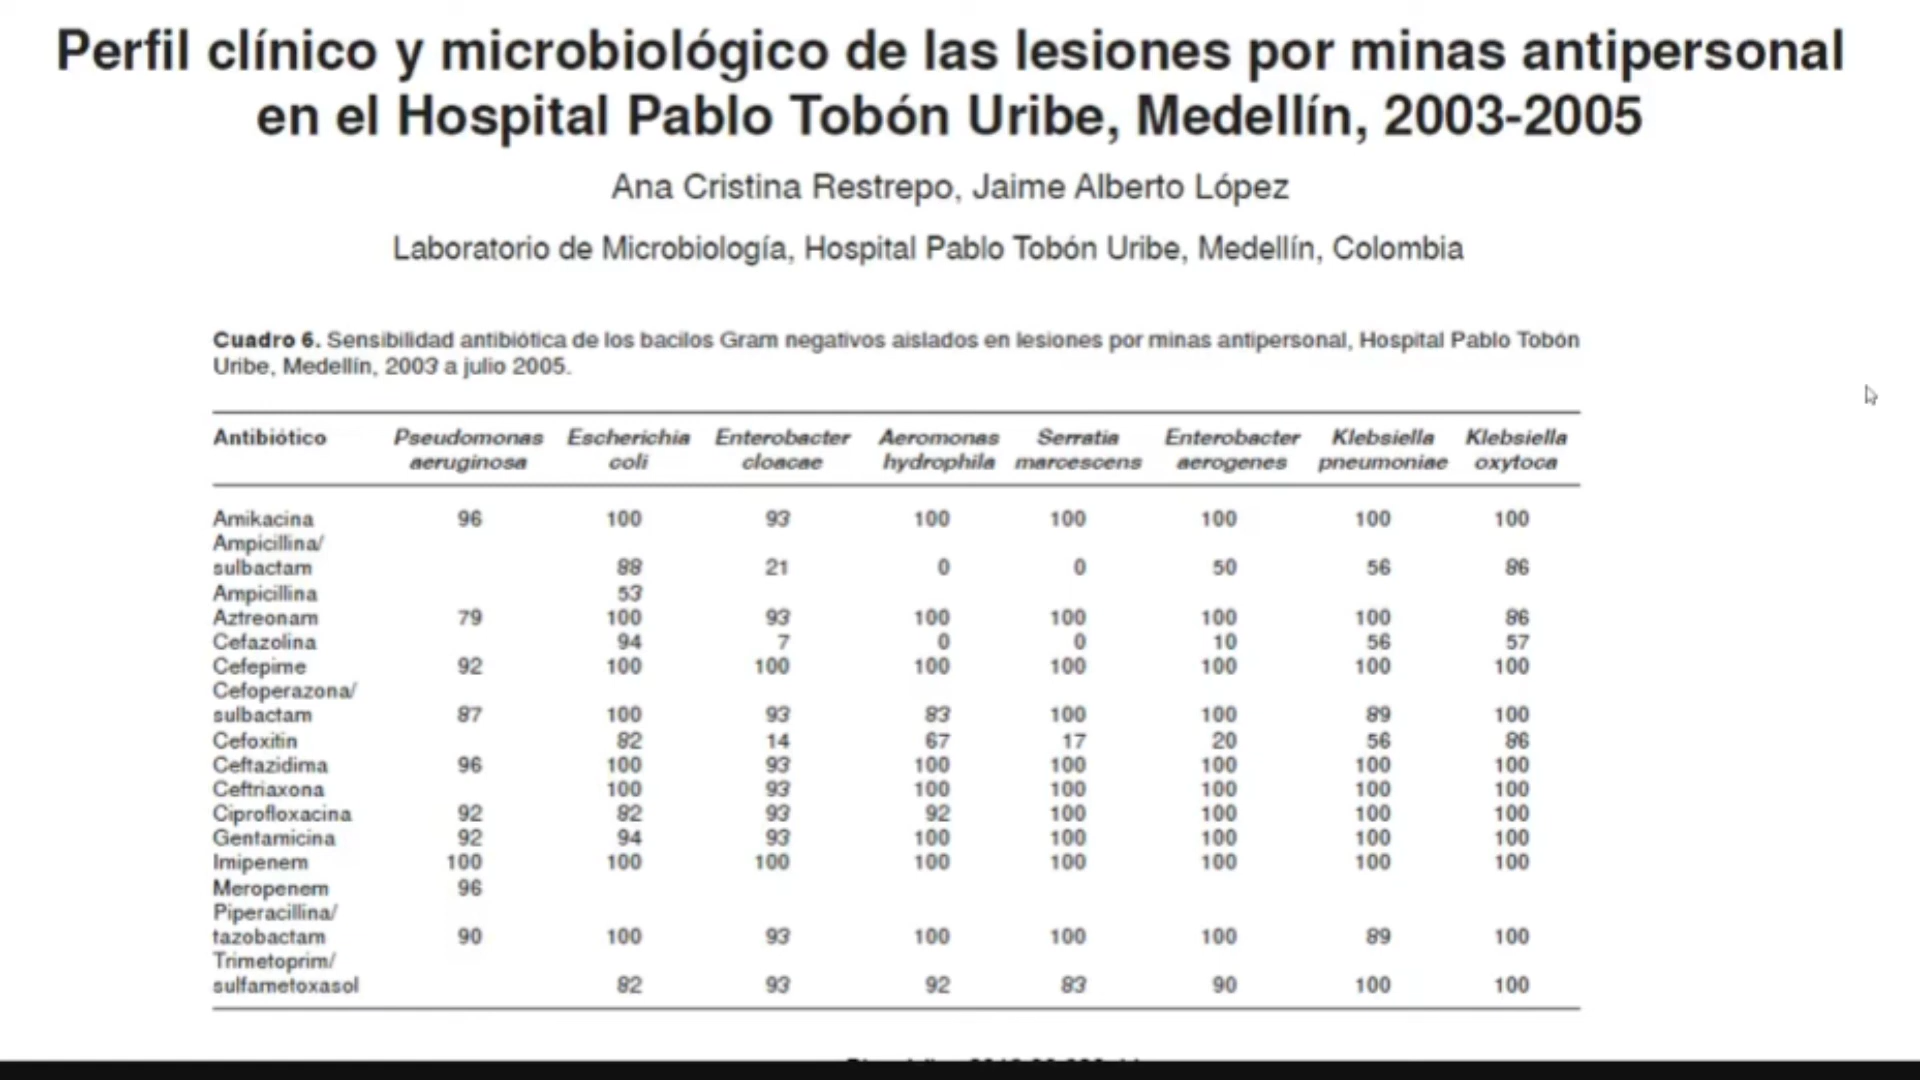 Perfil clínico y microbiológico de las lesiones por minas antipersonal
en el Hospital Pablo Tobón Uribe, Medellín, 2003-2005
Ana Cristina Restrepo, Jaime Alberto López
Laboratorio de Microbiología, Hospital Pablo Tobón Uribe, Medellín, Colombia
Cuadro 6. Sensibilidad antibiótica de los bacilos Gram negativos aislados en lesiones por minas antipersonal, Hospital Pablo Tobón
Uribe, Medellín, 2003 a julio 2005.
Antibiótico Pseudomonas Escherichia Enterobacter Aeromonas Serratia Enterobacter Klebsiella Klebsiella
aeruginosa coli cloacae hydrophila marcescens aerogenes pneumoniae oxytoca
Amikacina 96 100 93 100 100 100 100 100
Ampicillina/
sulbactam 88 21 0 0 50 56 86
Ampicillina 53
Aztreonam 79 100 93 100 100 100 100 86
Cefazolina 94 7 0 0 10 56 57
Cefepime 92 100 100 100 100 100 100 100
Cefoperazona/
sulbactam 87 100 93 83 100 100 89 100
Cefoxitin 82 14 67 17 20 56 86
Ceftazidima 96 100 93 100 100 100 100 100
Ceftriaxona 100 93 100 100 100 100 100
Ciprofloxacina 92 82 93 92 100 100 100 100
Gentamicina 92 94 93 100 100 100 100 100
Imipenem 100 100 100 100 100 100 100 100
Meropenem 96
Piperacillina/
tazobactam 90 100 93 100 100 100 89 100
Trimetoprim/
sulfametoxasol 82 93 92 83 90 100 100